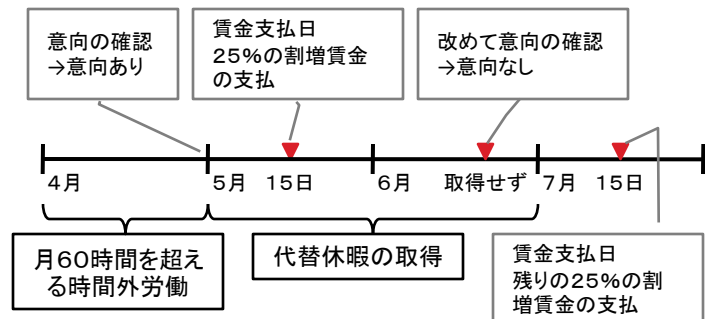 意向の確認
→意向あり
賃金支払日
25%の割増賃金
の支払
改めて意向の確認
→意向なし
4月
5月 15日
6月 取得せず
7月 15日
月60時間を超え
る時間外労働
代替休暇の取得
賃金支払日
残りの25%の割
増賃金の支払